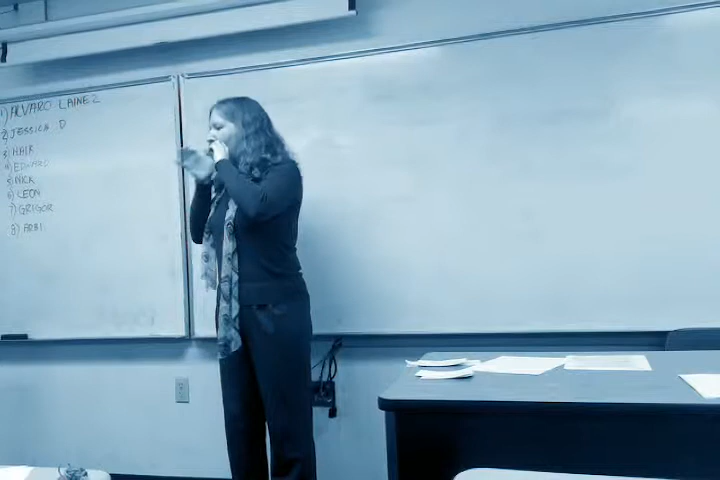 1) ALVARO LAINEZ
2) JESSICA D
3) HAIK
4) EDWARD
5) NICK
6) LEON
7) GRIGOR
8) ARBI